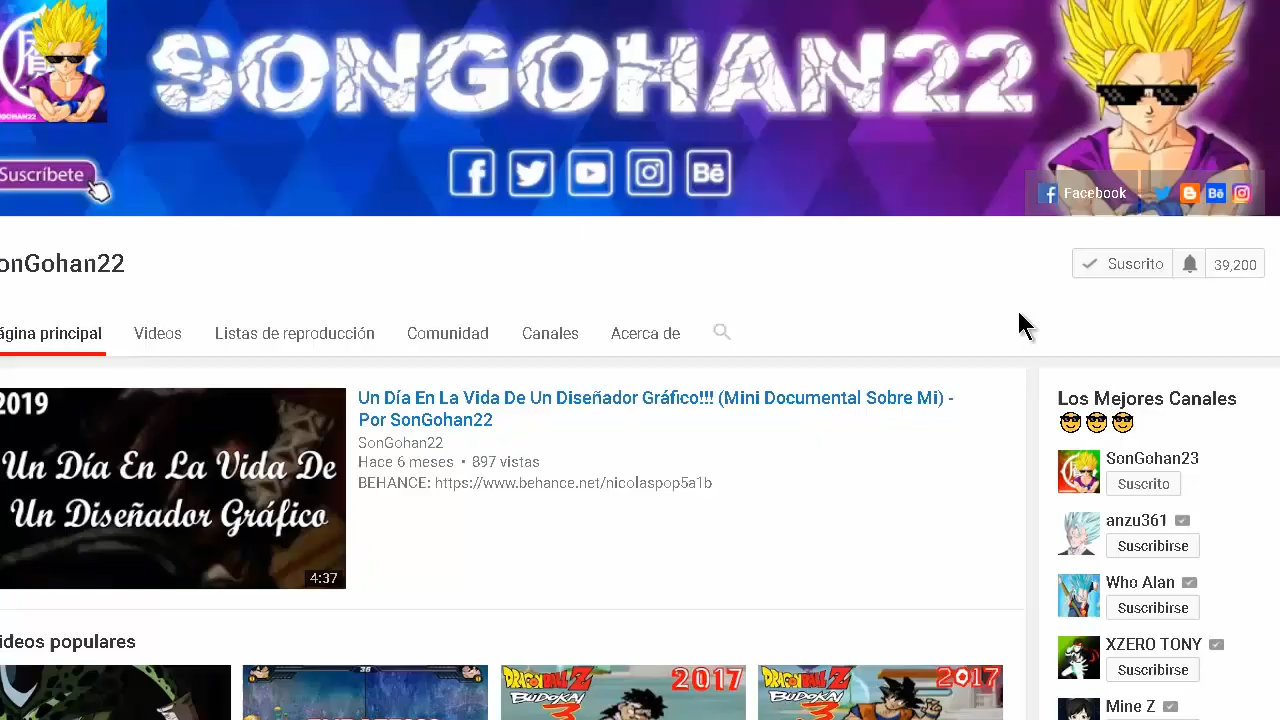 SONGOHAN22
Suscríbete
Facebook
onGohan22
Suscrito
39,200
ágina principal
Videos
Listas de reproducción
Comunidad
Canales
Acerca de
2019
Un Día En La Vida De
Un Diseñador Gráfico
4:37
Un Día En La Vida De Un Diseñador Gráfico!!! (Mini Documental Sobre Mi) -
Por SonGohan22
SonGohan22
Hace 6 meses • 897 vistas
BEHANCE: https://www.behance.net/nicolaspop5a1b
Los Mejores Canales
SonGohan23
Suscrito
anzu361
Suscribirse
Who Alan
Suscribirse
XZERO TONY
Suscribirse
Mine Z
ideos populares
DRAGONBALL Z
BUDOKAI
3
2017
DRAGONBALL Z
BUDOKAI
3
2017